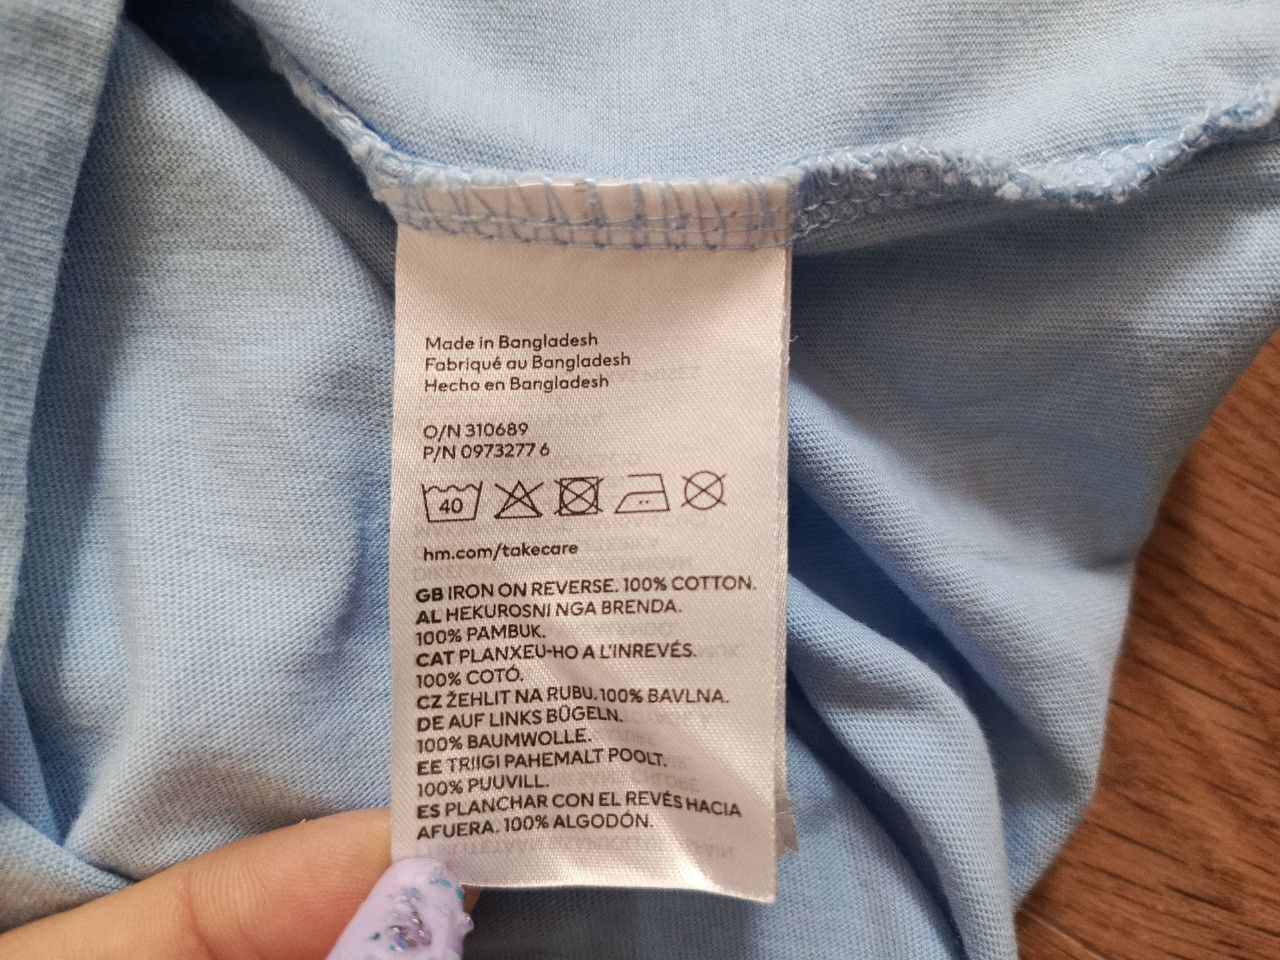 Made in Bangladesh
Fabriqué au Bangladesh
Hecho en Bangladesh
O/N 310689
P/N 0973277 6
40
hm.com/takecare
GB IRON ON REVERSE. 100% COTTON.
AL HEKUROSNI NGA BRENDA.
100% PAMBUK.
CAT PLANXEU-HO A L'INREVÉS.
100% COTÓ.
CZ ŽEHLIT NA RUBU. 100% BAVLNA.
DE AUF LINKS BÜGELN.
100% BAUMWOLLE.
EE TRIIGI PAHEMALT POOLT.
100% PUUVILL.
ES PLANCHAR CON EL REVÉS HACIA
AFUERA. 100% ALGODÓN.